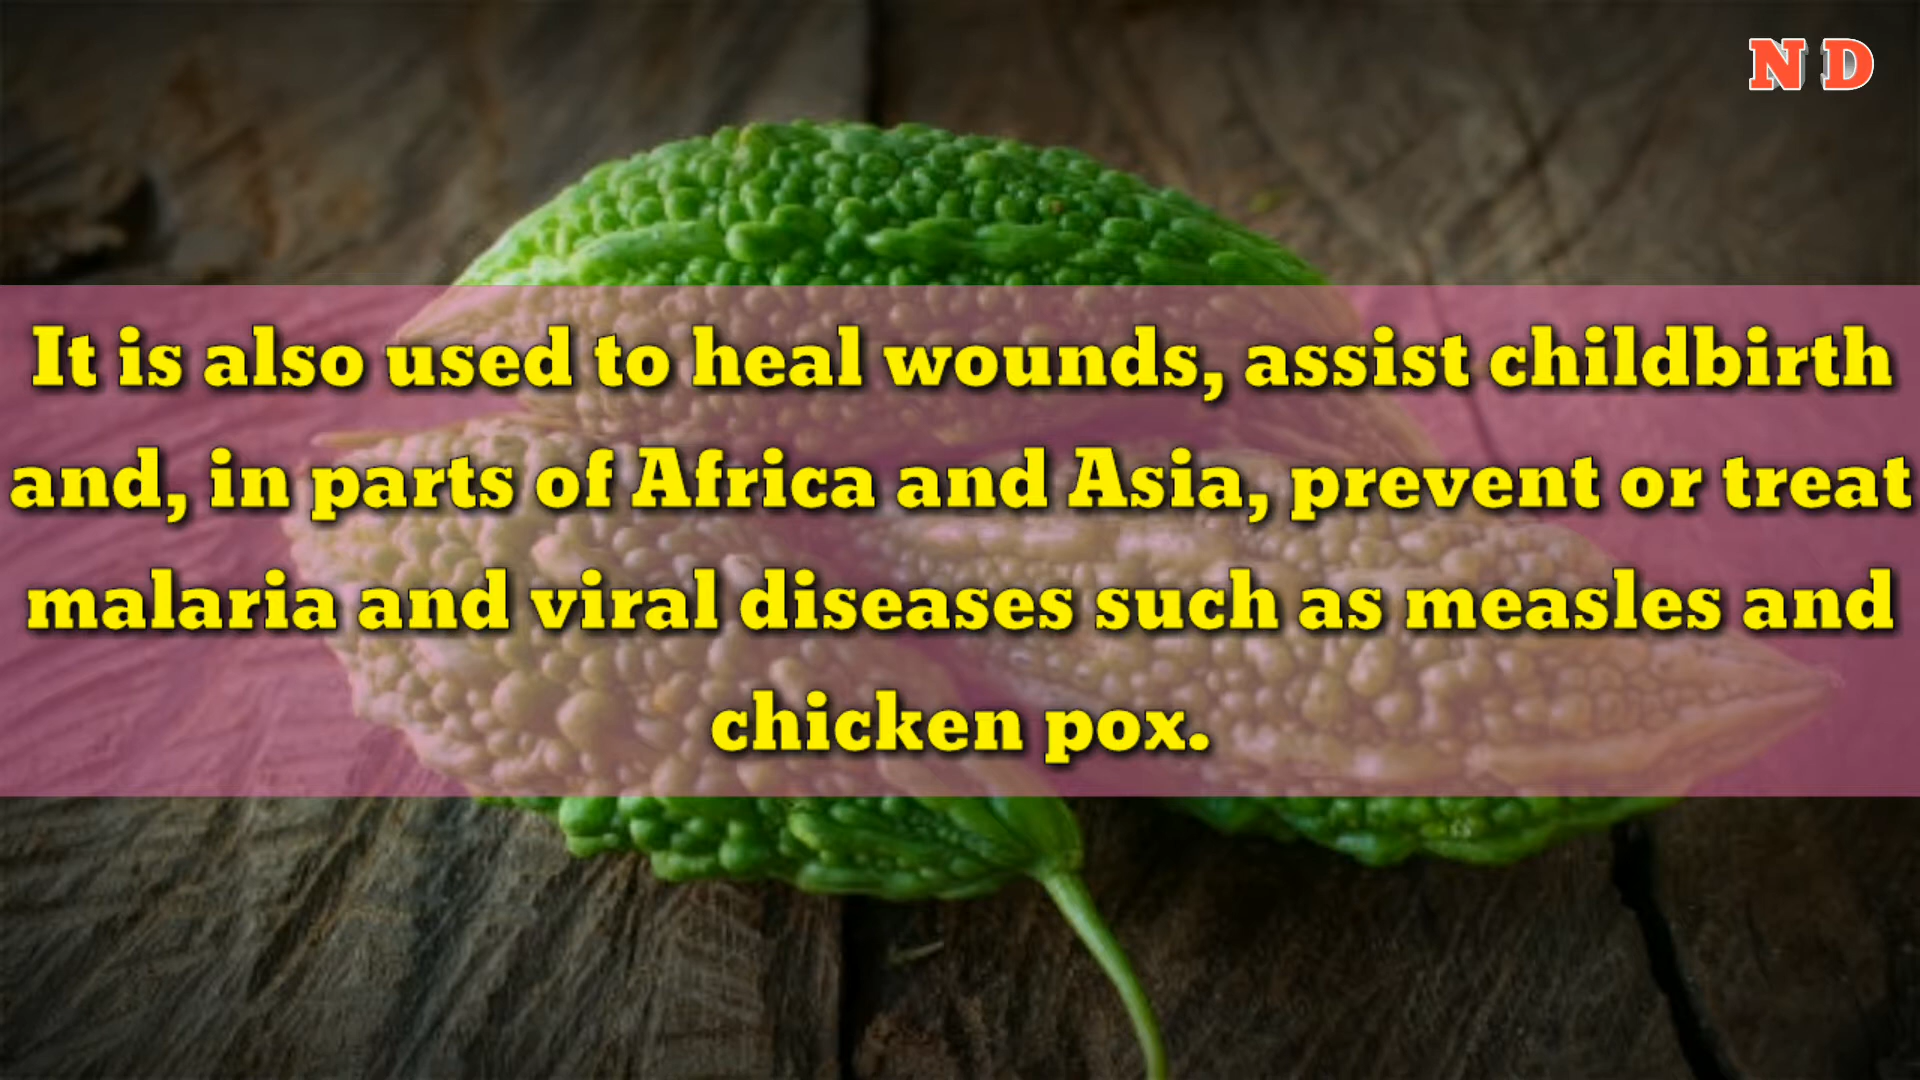 N D
It is also used to heal wounds, assist childbirth
and, in parts of Africa and Asia, prevent or treat
malaria and viral diseases such as measles and
chicken pox.